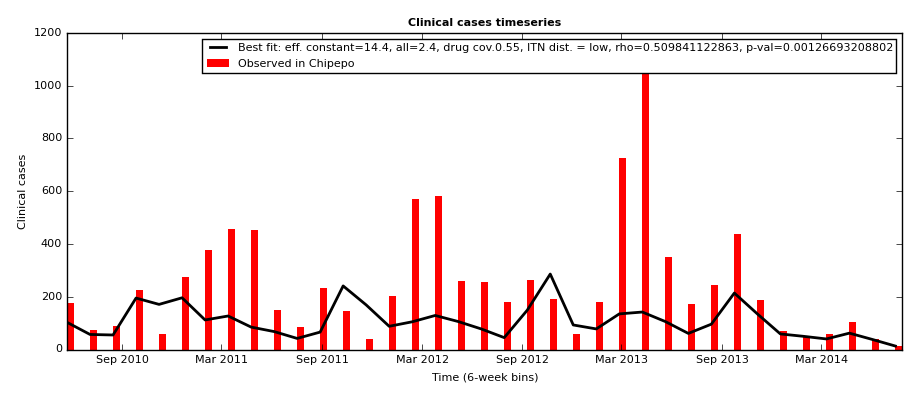 Clinical cases timeseries
Best fit: eff. constant=14.4, all=2.4, drug cov.0.55, ITN dist. = low, rho=0.509841122863, p-val=0.00126693208802
Observed in Chipepo
1200
1000
800
600
400
200
0
Clinical cases
Sep 2010 Mar 2011 Sep 2011 Mar 2012 Sep 2012 Mar 2013 Sep 2013 Mar 2014
Time (6-week bins)